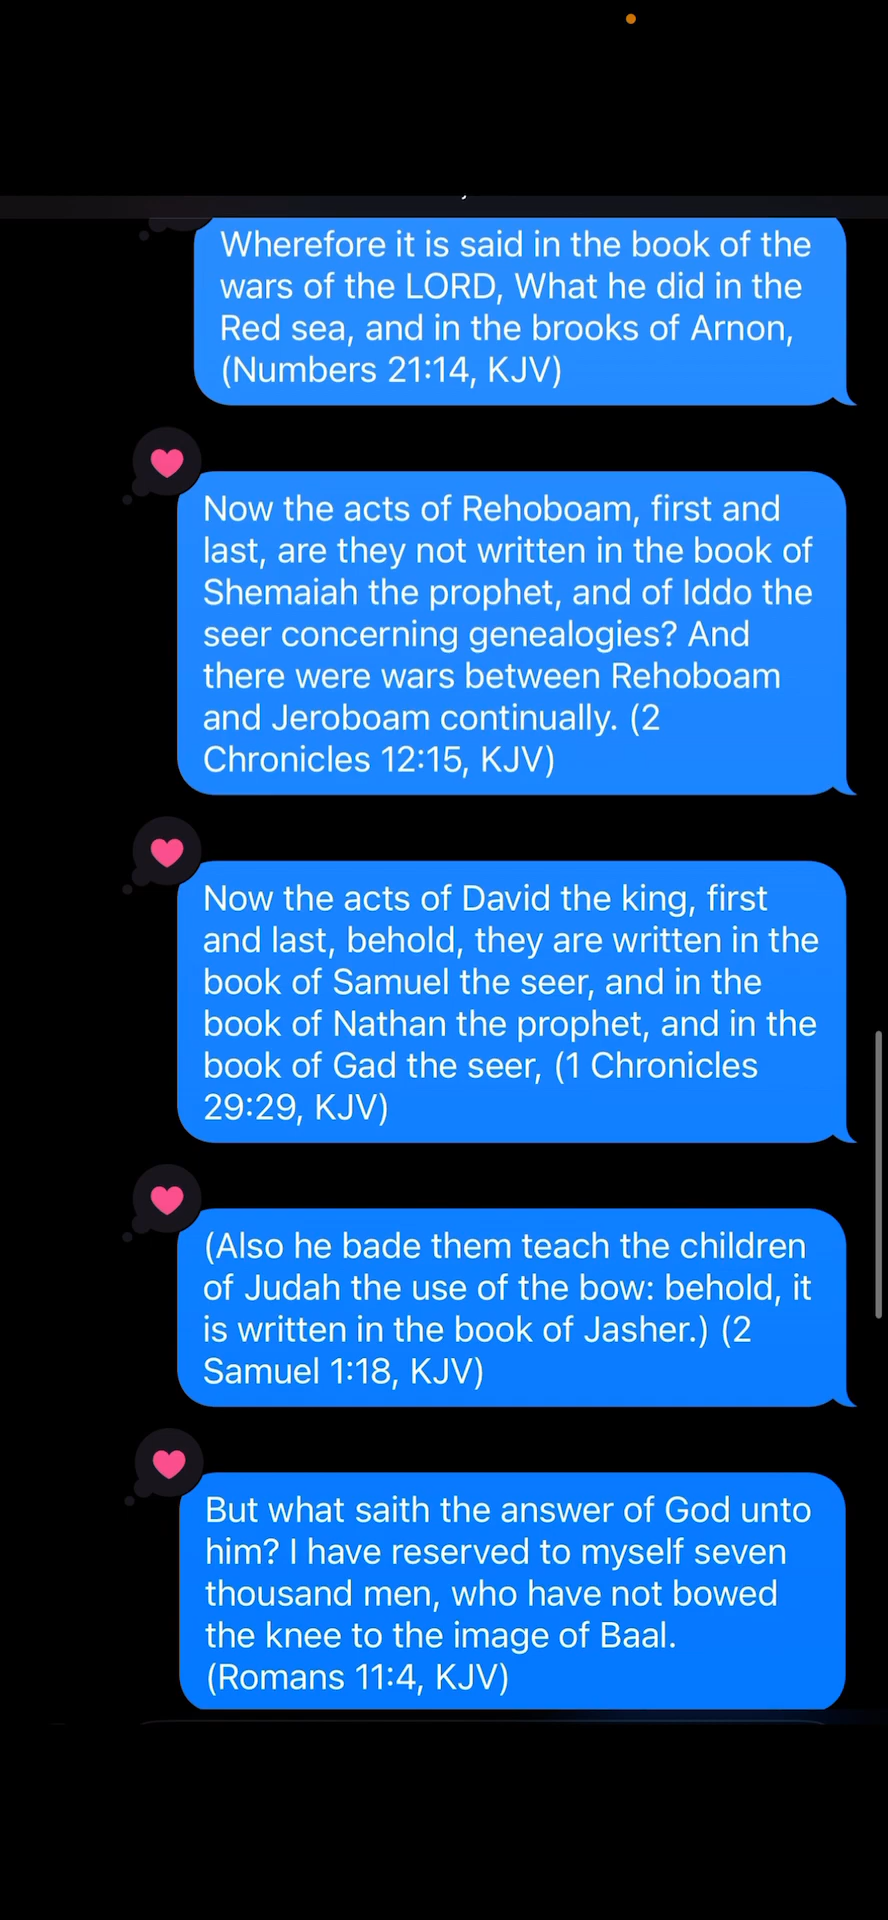 Wherefore it is said in the book of the
wars of the LORD, What he did in the
Red sea, and in the brooks of Arnon,
(Numbers 21:14, KJV)
Now the acts of Rehoboam, first and
last, are they not written in the book of
Shemaiah the prophet, and of Iddo the
seer concerning genealogies? And
there were wars between Rehoboam
and Jeroboam continually. (2
Chronicles 12:15, KJV)
Now the acts of David the king, first
and last, behold, they are written in the
book of Samuel the seer, and in the
book of Nathan the prophet, and in the
book of Gad the seer, (1 Chronicles
29:29, KJV)
(Also he bade them teach the children
of Judah the use of the bow: behold, it
is written in the book of Jasher.) (2
Samuel 1:18, KJV)
But what saith the answer of God unto
him? I have reserved to myself seven
thousand men, who have not bowed
the knee to the image of Baal.
(Romans 11:4, KJV)